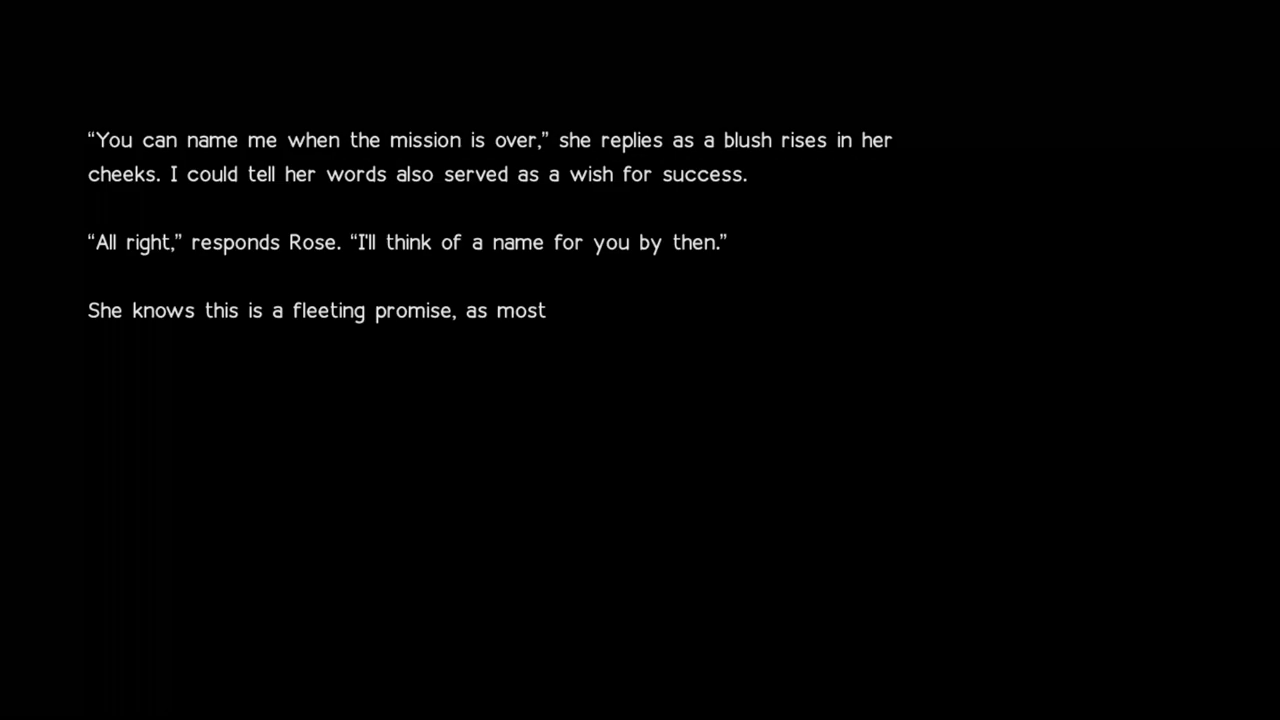 “You can name me when the mission is over,” she replies as a blush rises in her
cheeks. I could tell her words also served as a wish for success.
“All right,” responds Rose. “I'll think of a name for you by then.”
She knows this is a fleeting promise, as most